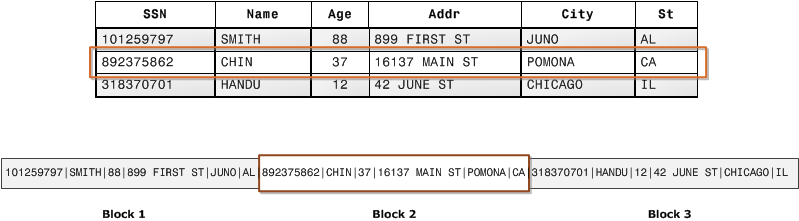 SSN Name Age Addr City St
101259797 SMITH 88 899 FIRST ST JUNO AL
892375862 CHIN 37 16137 MAIN ST POMONA CA
318370701 HANDU 12 42 JUNE ST CHICAGO IL
101259797|SMITH|88|899 FIRST ST|JUNO|AL 892375862|CHIN|37|16137 MAIN ST|POMONA|CA 318370701|HANDU|12|42 JUNE ST|CHICAGO|IL
Block 1 Block 2 Block 3